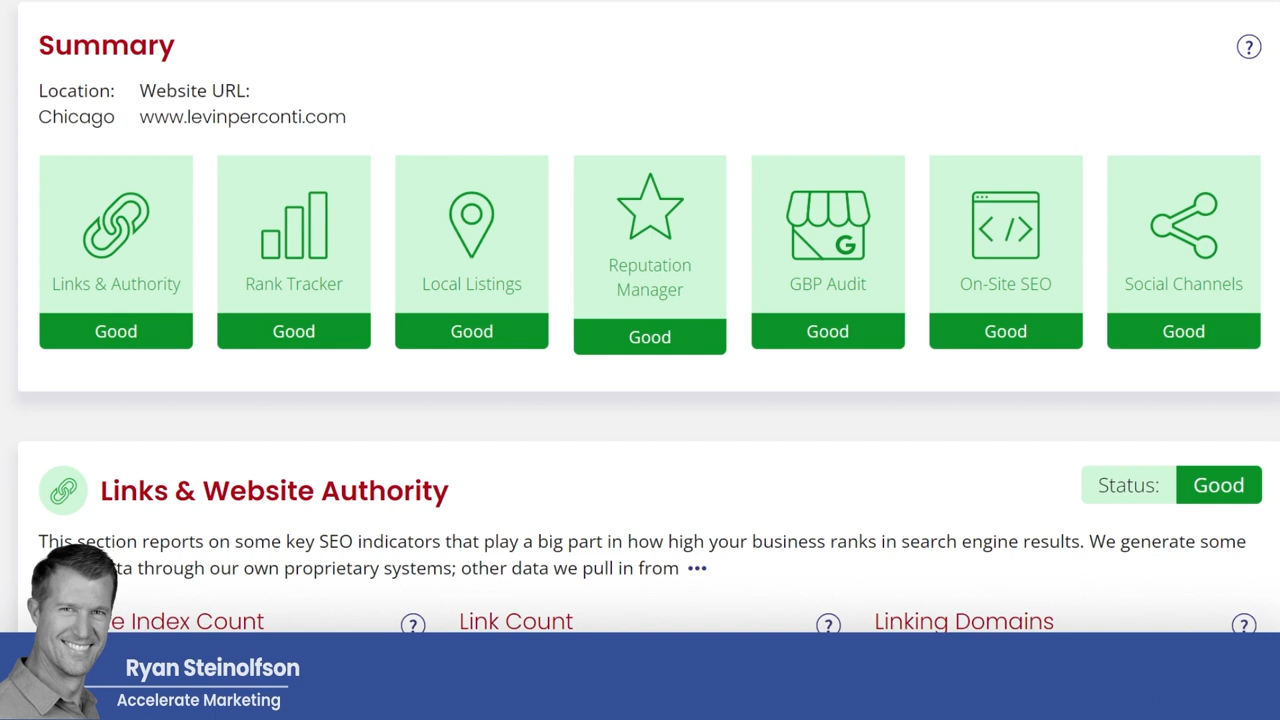 Summary
?
Location: Website URL:
Chicago www.levinperconti.com
Links & Authority
Good
Rank Tracker
Good
Local Listings
Good
Reputation
Manager
Good
G
GBP Audit
Good
</>
On-Site SEO
Good
Social Channels
Good
Links & Website Authority
Status: Good
This section reports on some key SEO indicators that play a big part in how high your business ranks in search engine results. We generate some
through our own proprietary systems; other data we pull in from •••
Index Count ?
Link Count ?
Linking Domains ?
Ryan Steinolfson
Accelerate Marketing